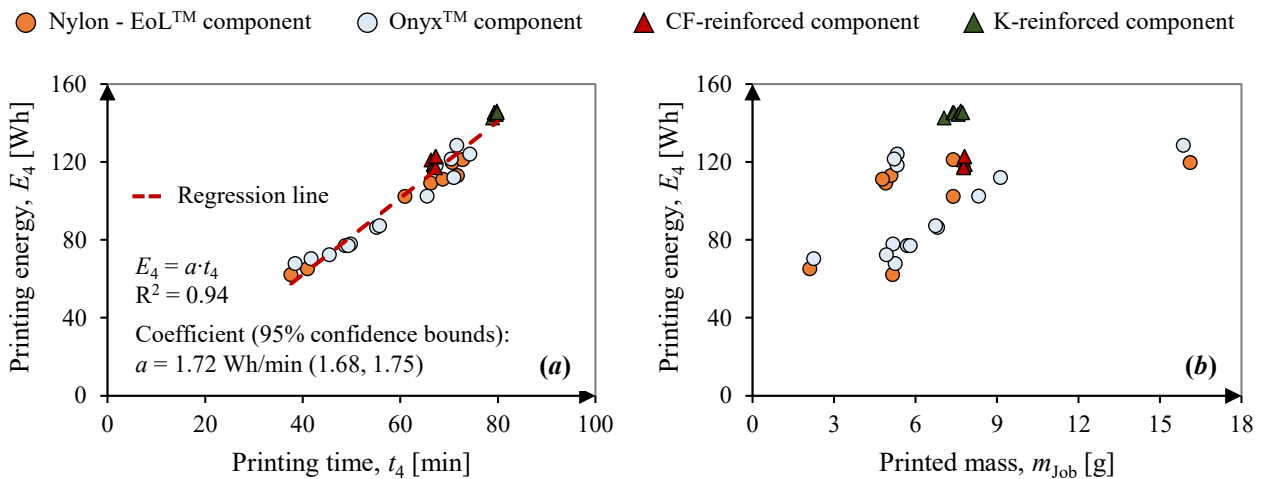 Nylon - EoL™ component
Onyx™ component
CF-reinforced component
K-reinforced component
Printing energy, E₄ [Wh]
160
120
80
40
0
Regression line
E₄ = a·t₄
R² = 0.94
Coefficient (95% confidence bounds):
a = 1.72 Wh/min (1.68, 1.75)
(a)
0 20 40 60 80 100
Printing time, t₄ [min]
Printing energy, E₄ [Wh]
160
120
80
40
0
(b)
0 3 6 9 12 15 18
Printed mass, m_Job [g]